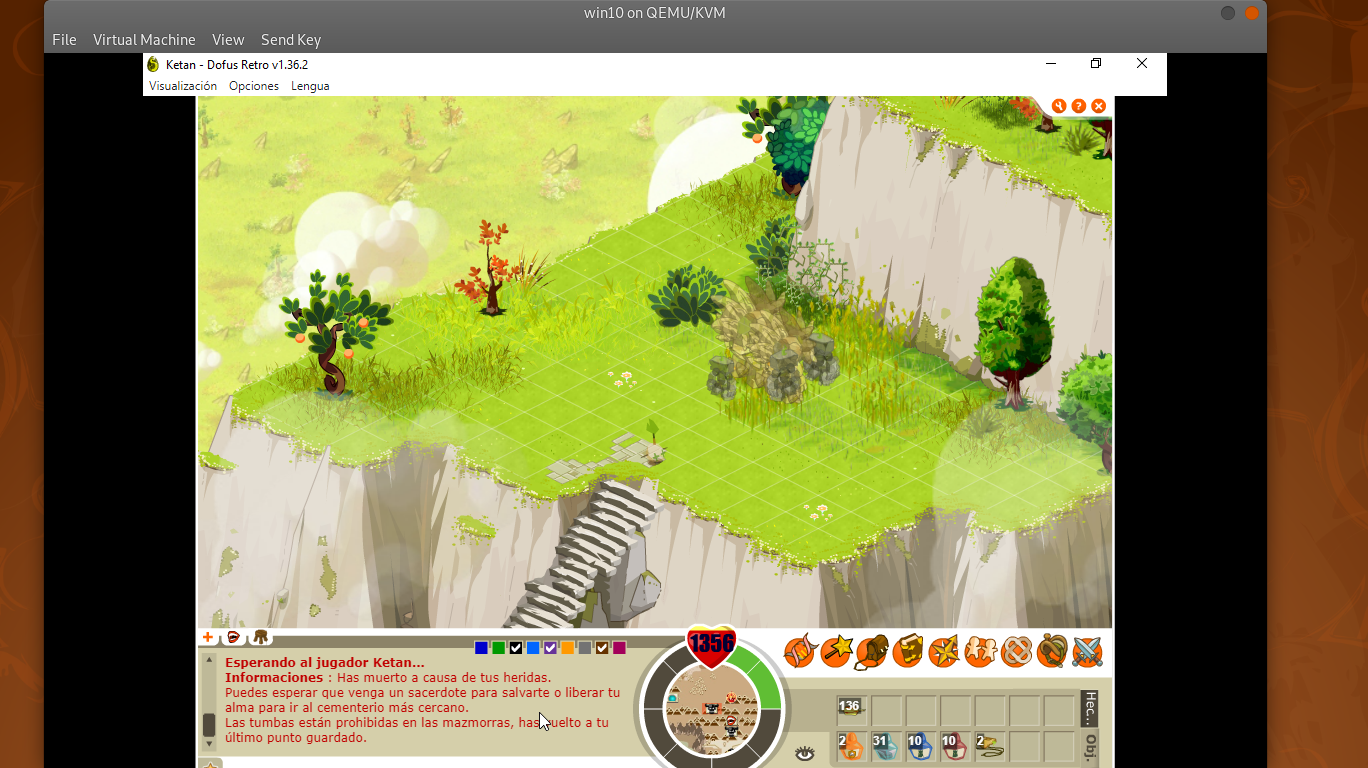 win10 on QEMU/KVM
File Virtual Machine View Send Key
Ketan - Dofus Retro v1.36.2
Visualización Opciones Lengua
1356
Esperando al jugador Ketan...
Informaciones : Has muerto a causa de tus heridas.
Puedes esperar que venga un sacerdote para salvarte o liberar tu
alma para ir al cementerio más cercano.
Las tumbas están prohibidas en las mazmorras, has vuelto a tu
último punto guardado.
136
Hec...
2 31 10 10 2
Obj.